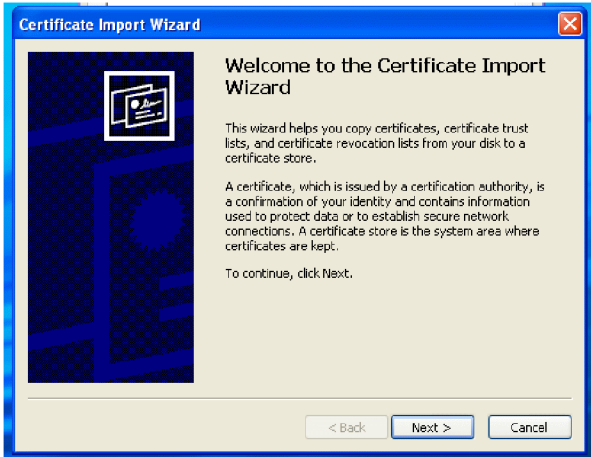 Certificate Import Wizard
Welcome to the Certificate Import
Wizard
This wizard helps you copy certificates, certificate trust
lists, and certificate revocation lists from your disk to a
certificate store.
A certificate, which is issued by a certification authority, is
a confirmation of your identity and contains information
used to protect data or to establish secure network
connections. A certificate store is the system area where
certificates are kept.
To continue, click Next.
< Back
Next >
Cancel